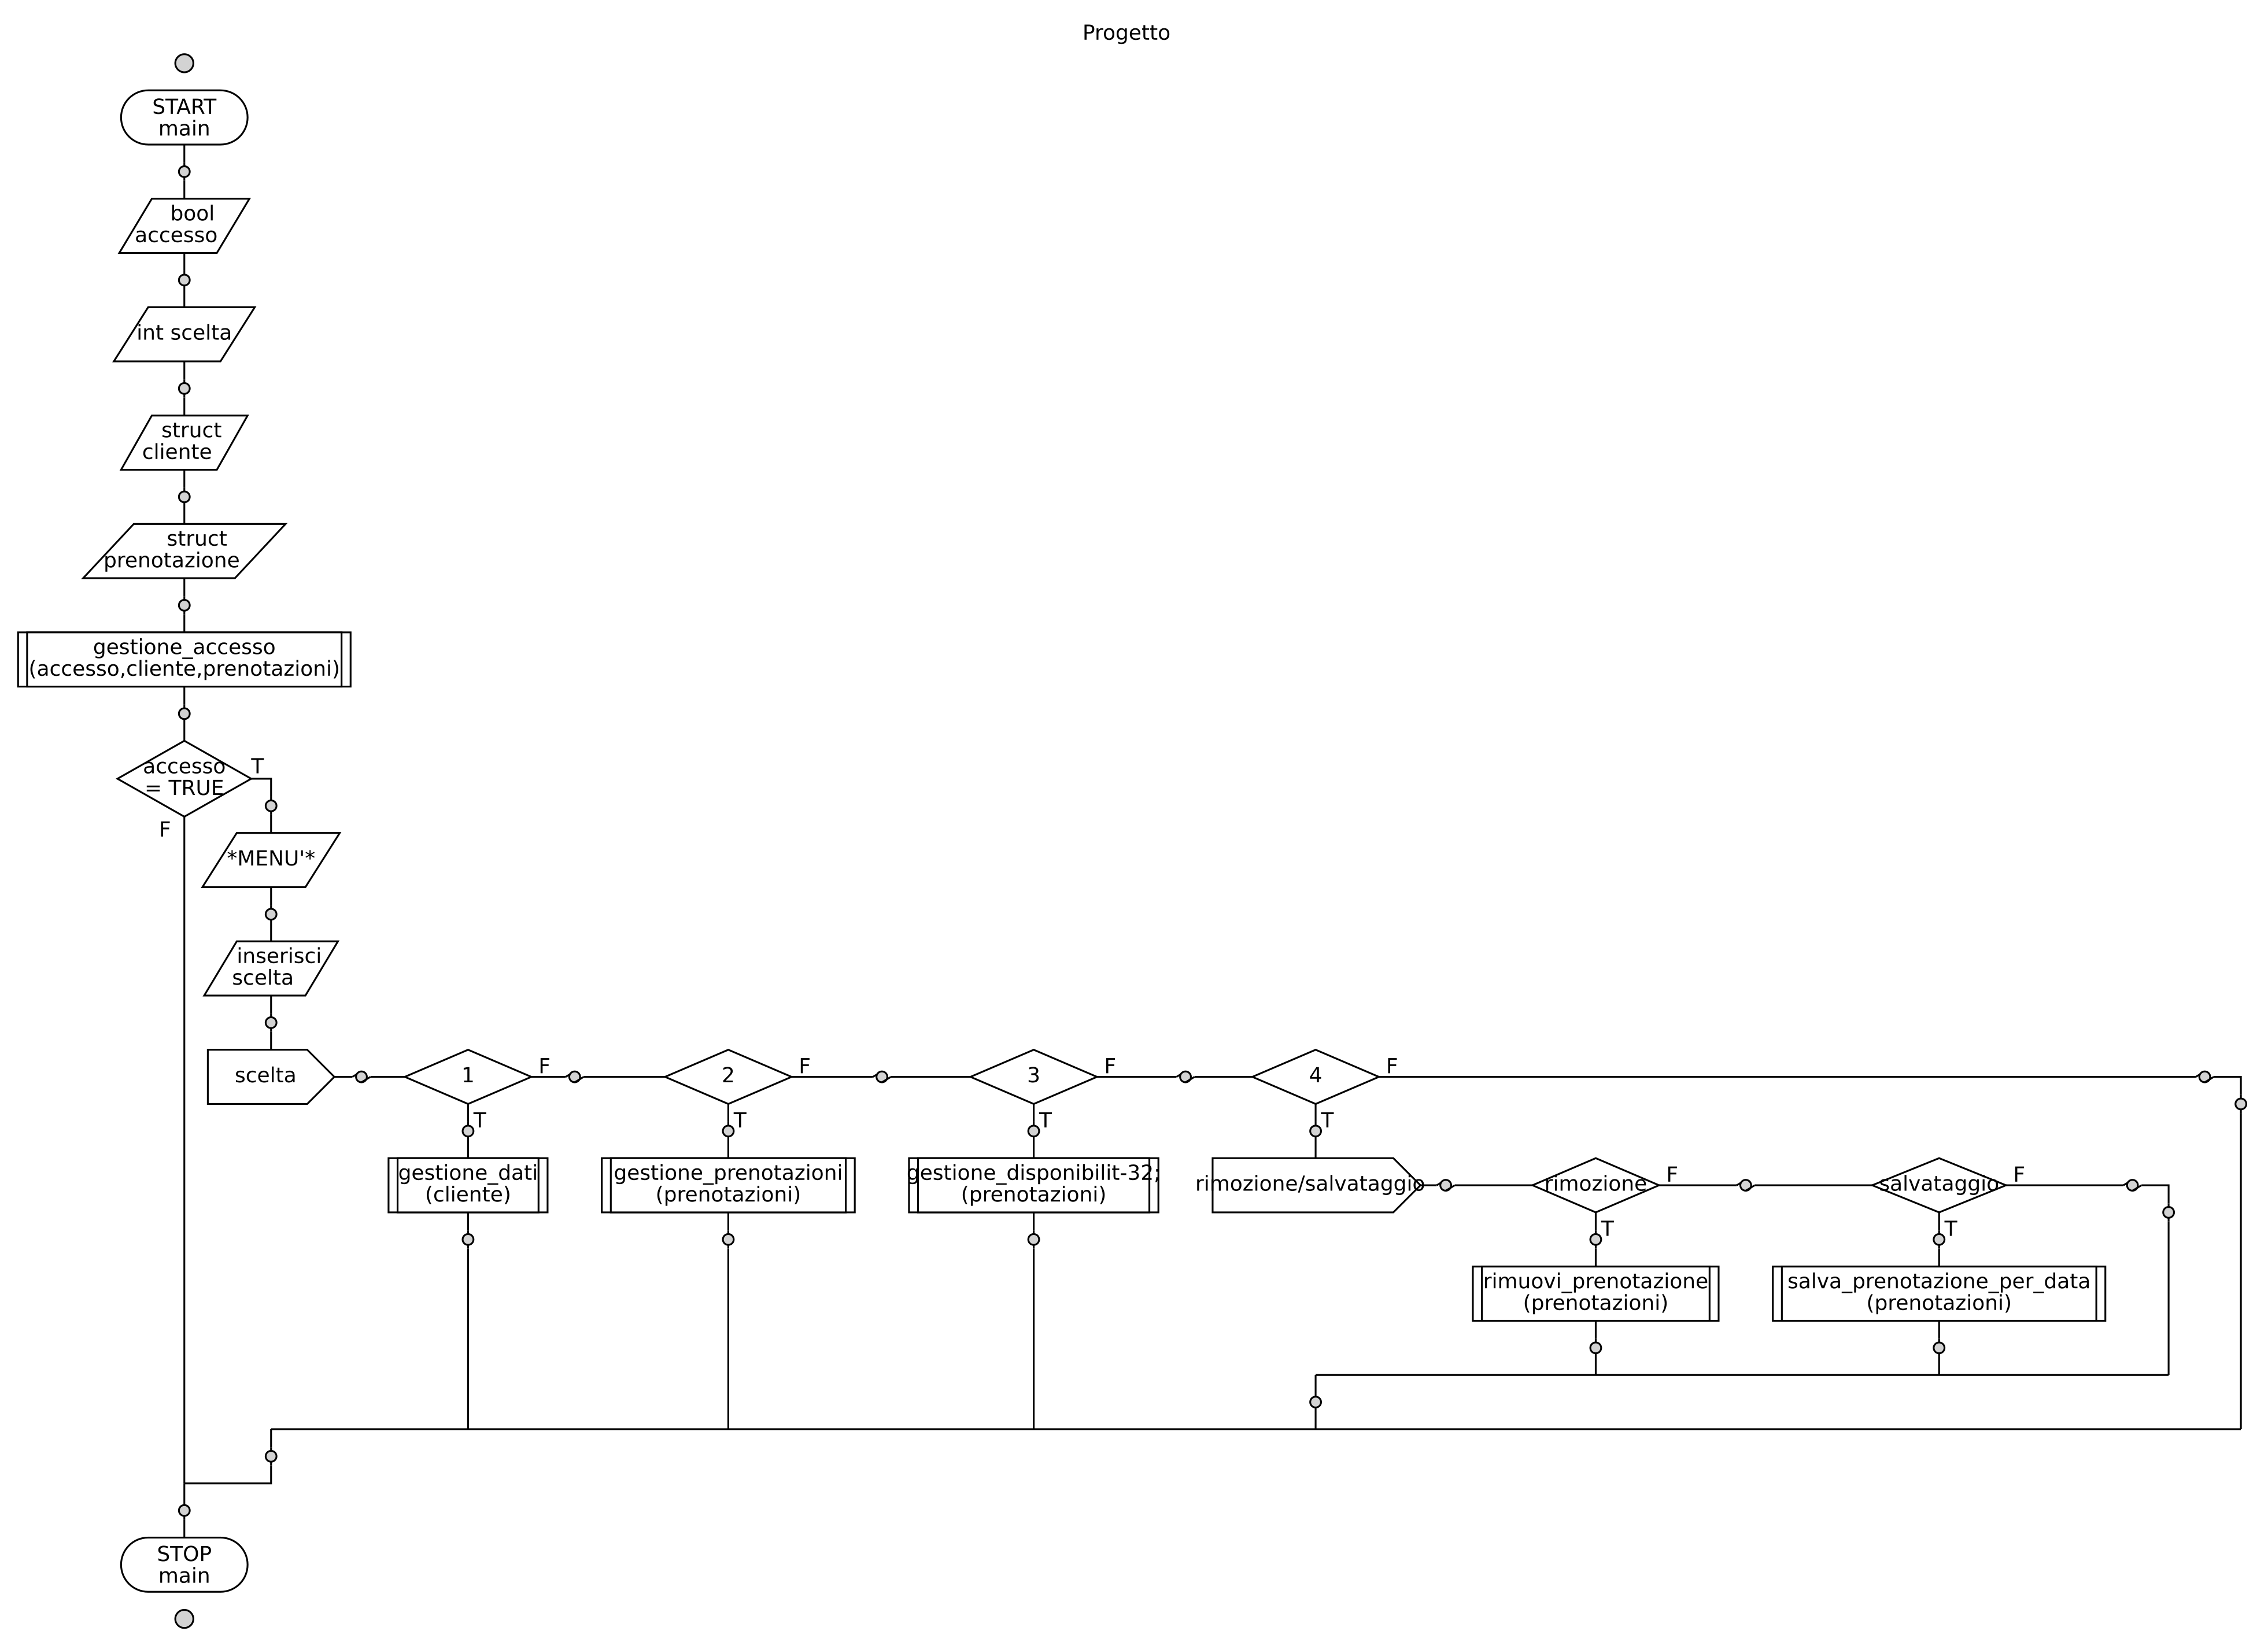 Progetto
START
main
bool
accesso
int scelta
struct
cliente
struct
prenotazione
gestione_accesso
(accesso,cliente,prenotazioni)
accesso
= TRUE
T
F
*MENU'*
inserisci
scelta
scelta
1
F
2
F
3
F
4
F
T
T
T
T
gestione_dati
(cliente)
gestione_prenotazioni
(prenotazioni)
gestione_disponibilit-32;
(prenotazioni)
rimozione/salvataggio
rimozione
F
salvataggio
F
T
T
rimuovi_prenotazione
(prenotazioni)
salva_prenotazione_per_data
(prenotazioni)
STOP
main